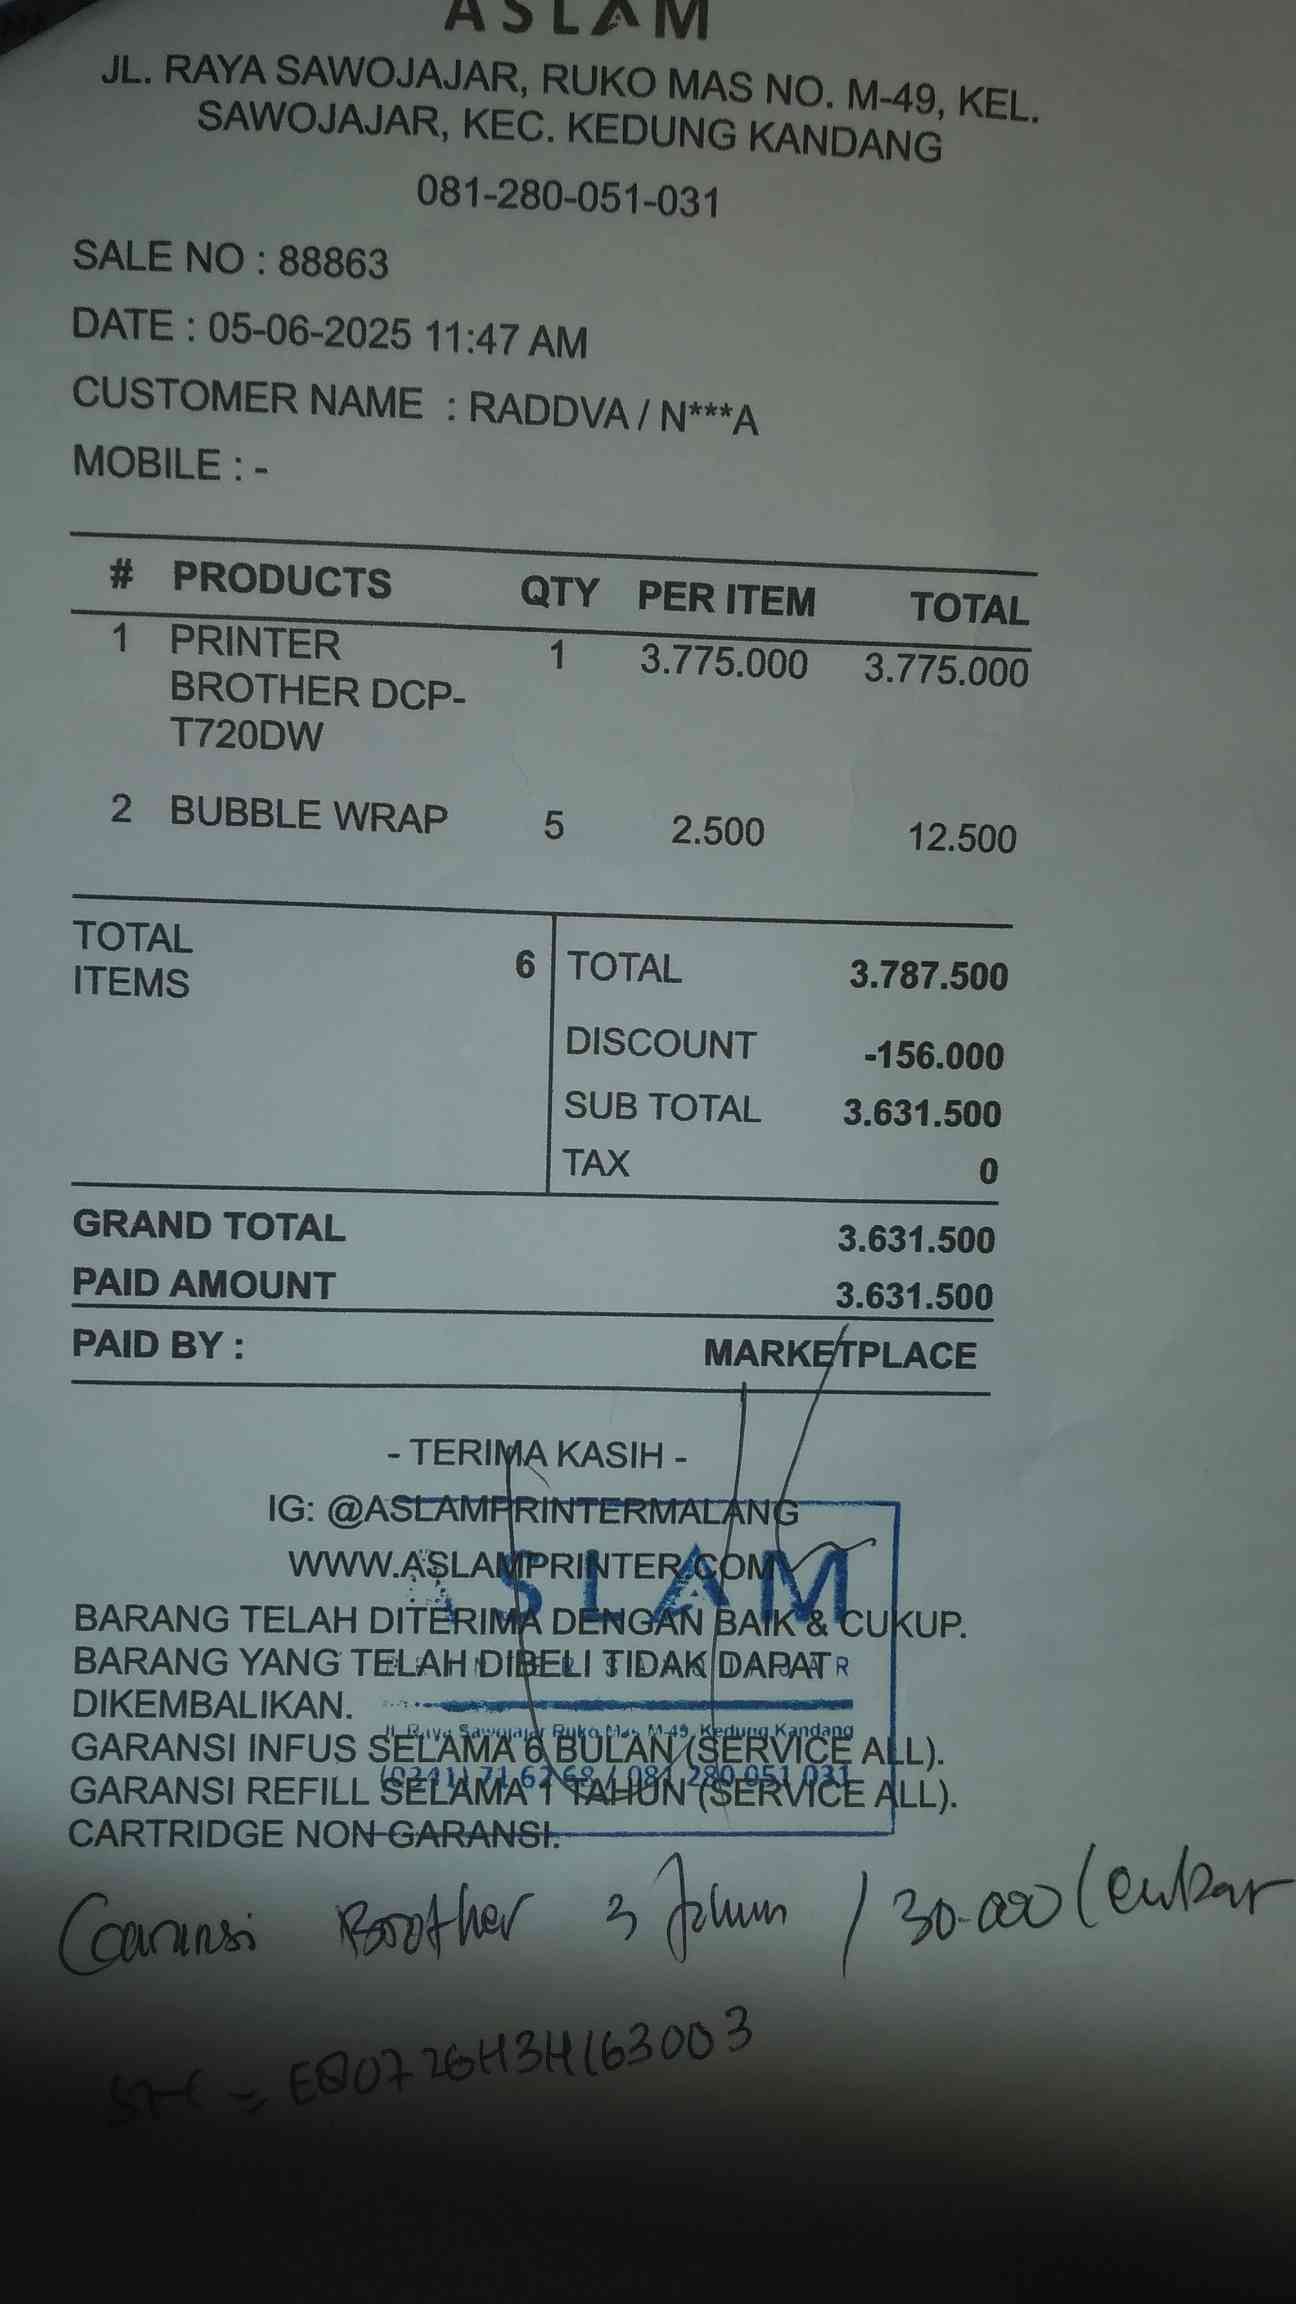 ASLAM
JL. RAYA SAWOJAJAR, RUKO MAS NO. M-49, KEL.
SAWOJAJAR, KEC. KEDUNG KANDANG
081-280-051-031
SALE NO : 88863
DATE : 05-06-2025 11:47 AM
CUSTOMER NAME : RADDVA / N***A
MOBILE : -
# PRODUCTS QTY PER ITEM TOTAL
1 PRINTER 1 3.775.000 3.775.000
BROTHER DCP-
T720DW
2 BUBBLE WRAP 5 2.500 12.500
TOTAL
ITEMS 6 TOTAL 3.787.500
DISCOUNT -156.000
SUB TOTAL 3.631.500
TAX 0
GRAND TOTAL 3.631.500
PAID AMOUNT 3.631.500
PAID BY : MARKETPLACE
- TERIMA KASIH -
IG: @ASLAMPRINTERMALANG
WWW.ASLAMPRINTER.COM
ASLAM
BARANG TELAH DITERIMA DENGAN BAIK & CUKUP.
BARANG YANG TELAH DIBELI TIDAK DAPAT
DIKEMBALIKAN.
Jl. Raya Sawojajar Ruko Mas M-49, Kedung Kandang
GARANSI INFUS SELAMA 6 BULAN (SERVICE ALL).
(0341) 71 62 68 / 081 280 051 031
GARANSI REFILL SELAMA 1 TAHUN (SERVICE ALL).
CARTRIDGE NON GARANSI.
Garansi Brother 3 Tahun / 30.000 lembar